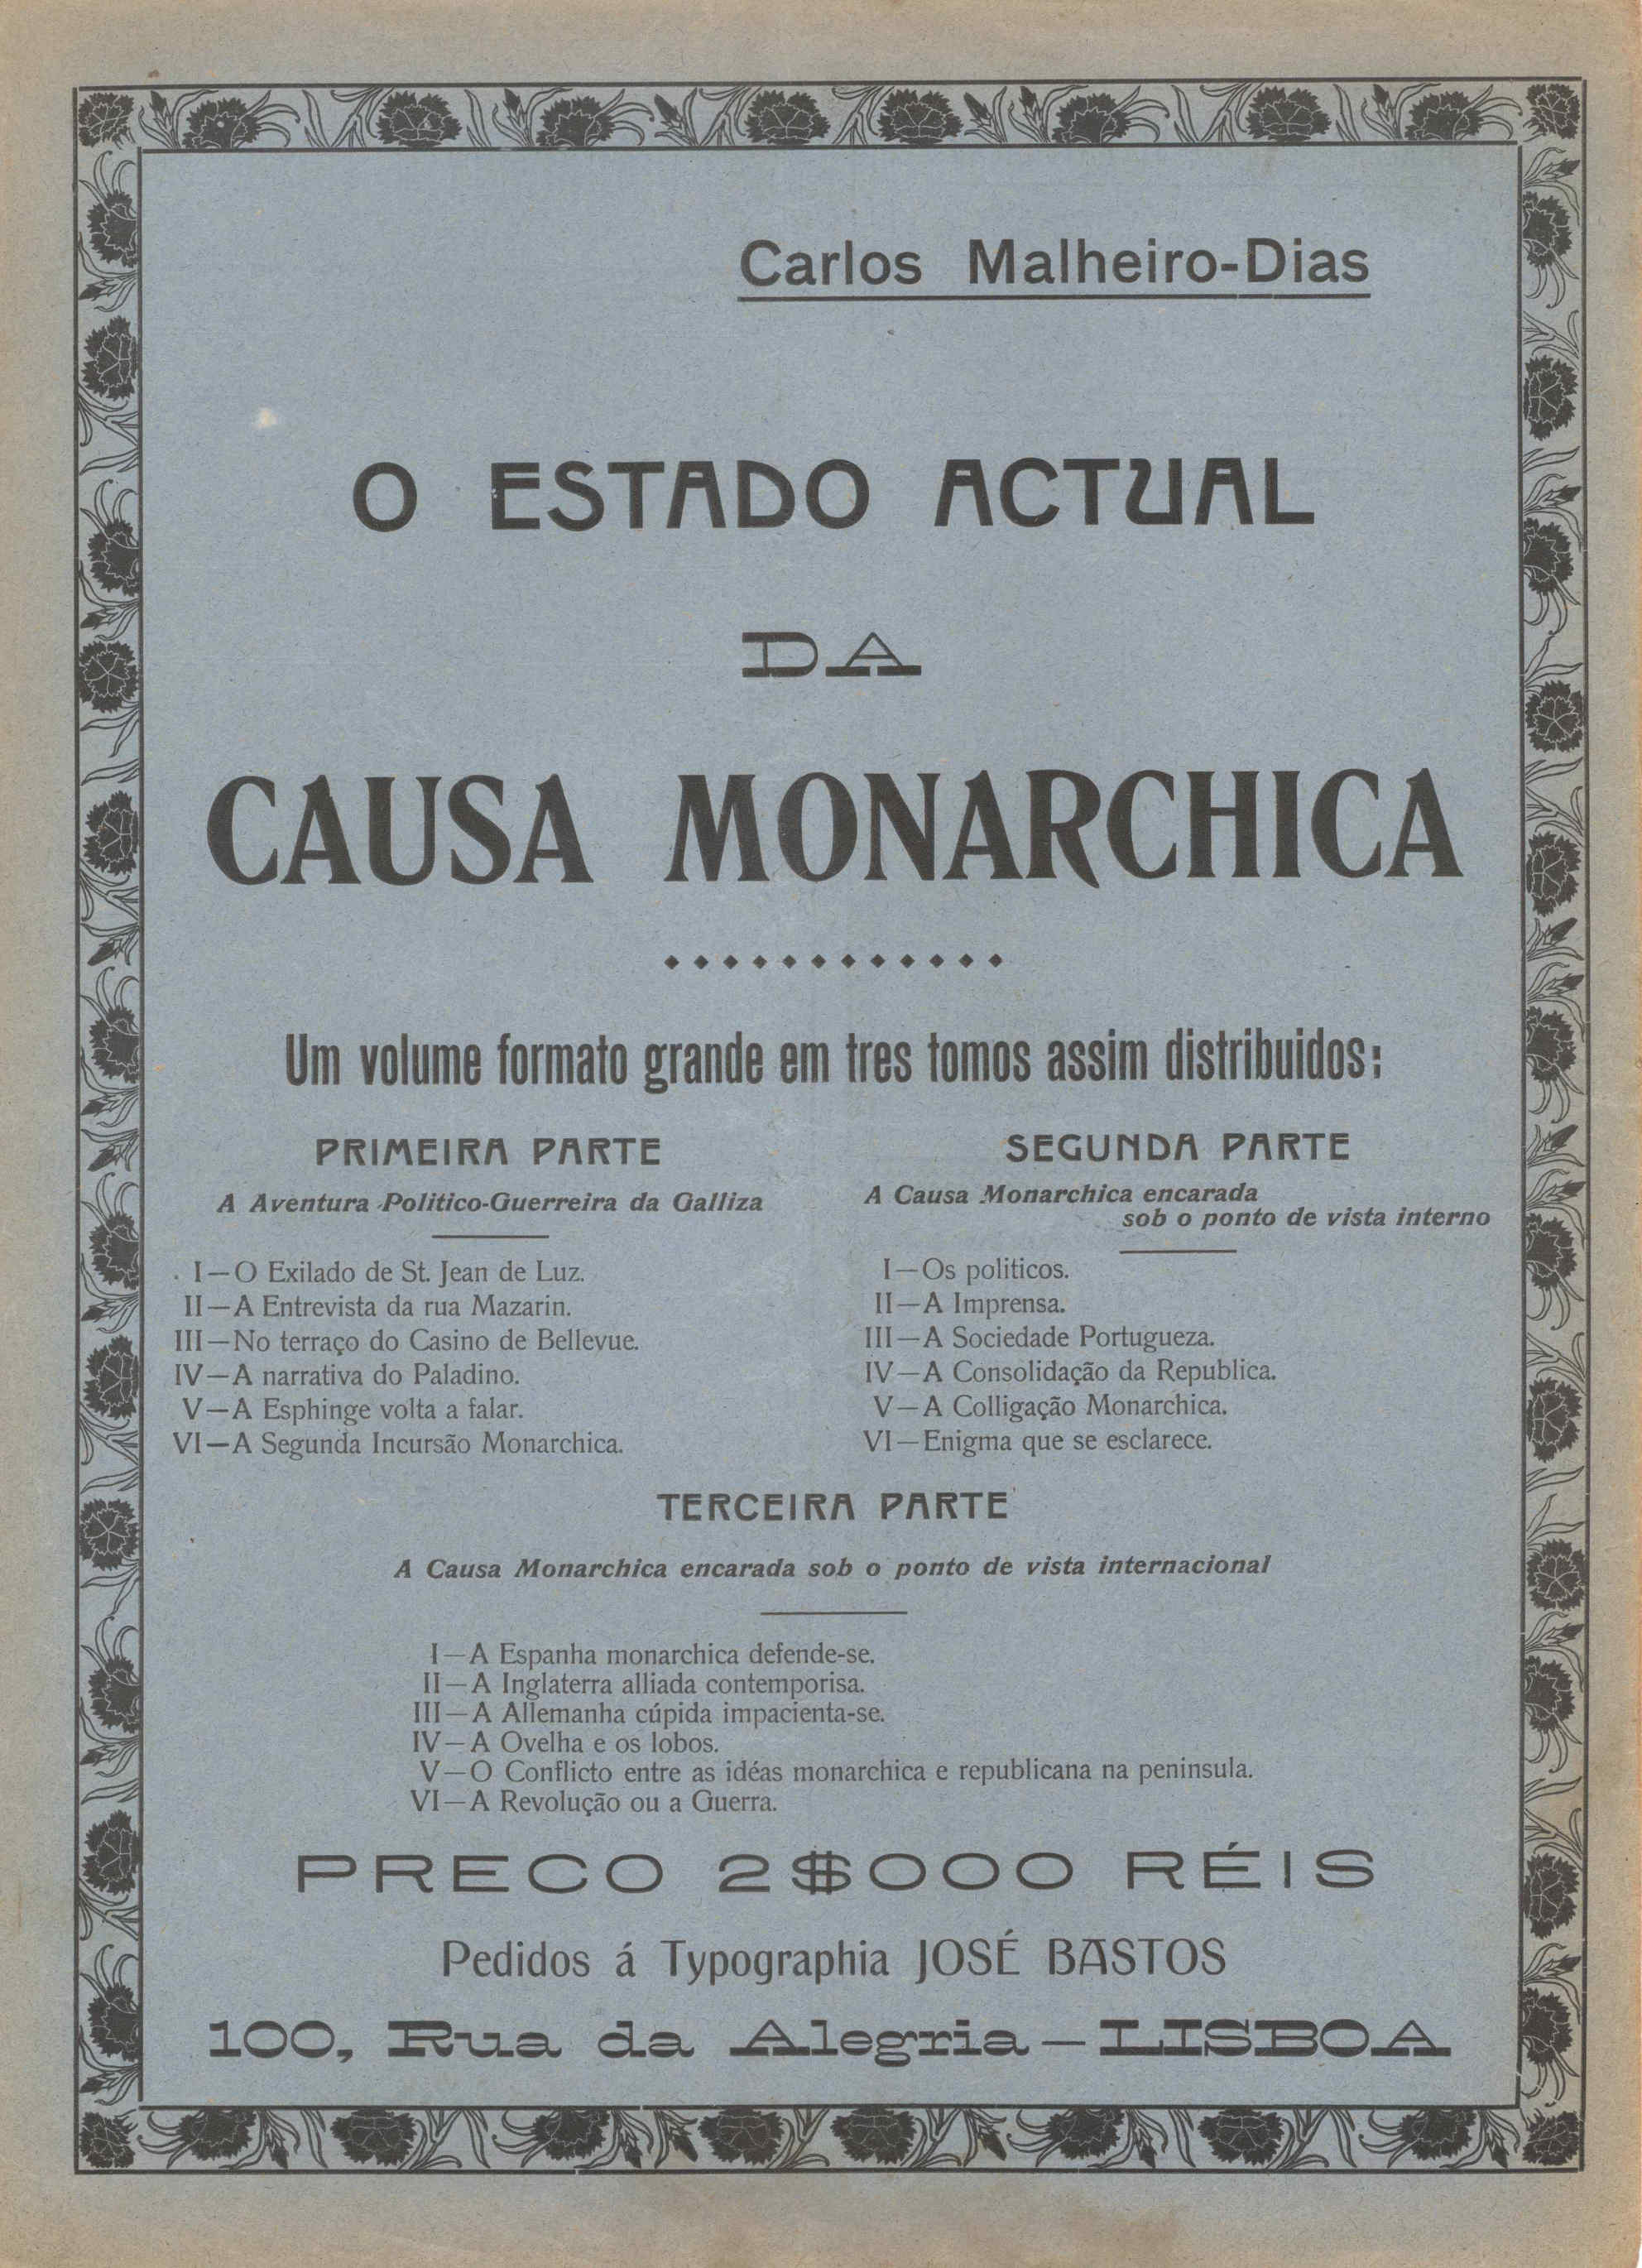 Carlos Malheiro-Dias
O ESTADO ACTUAL
DA
CAUSA MONARCHICA
Um volume formato grande em tres tomos assim distribuidos:
PRIMEIRA PARTE
A Aventura Politico-Guerreira da Galliza
I—O Exilado de St. Jean de Luz.
II—A Entrevista da rua Mazarin.
III—No terraço do Casino de Bellevue.
IV—A narrativa do Paladino.
V—A Esphinge volta a falar.
VI—A Segunda Incursão Monarchica.
SEGUNDA PARTE
A Causa Monarchica encarada
sob o ponto de vista interno
I—Os politicos.
II—A Imprensa.
III—A Sociedade Portugueza.
IV—A Consolidação da Republica.
V—A Colligação Monarchica.
VI—Enigma que se esclarece.
TERCEIRA PARTE
A Causa Monarchica encarada sob o ponto de vista internacional
I—A Espanha monarchica defende-se.
II—A Inglaterra alliada contemporisa.
III—A Allemanha cúpida impacienta-se.
IV—A Ovelha e os lobos.
V—O Conflicto entre as idéas monarchica e republicana na peninsula.
VI—A Revolução ou a Guerra.
PRECO 2$000 RÉIS
Pedidos á Typographia JOSÉ BASTOS
100, Rua da Alegria—LISBOA